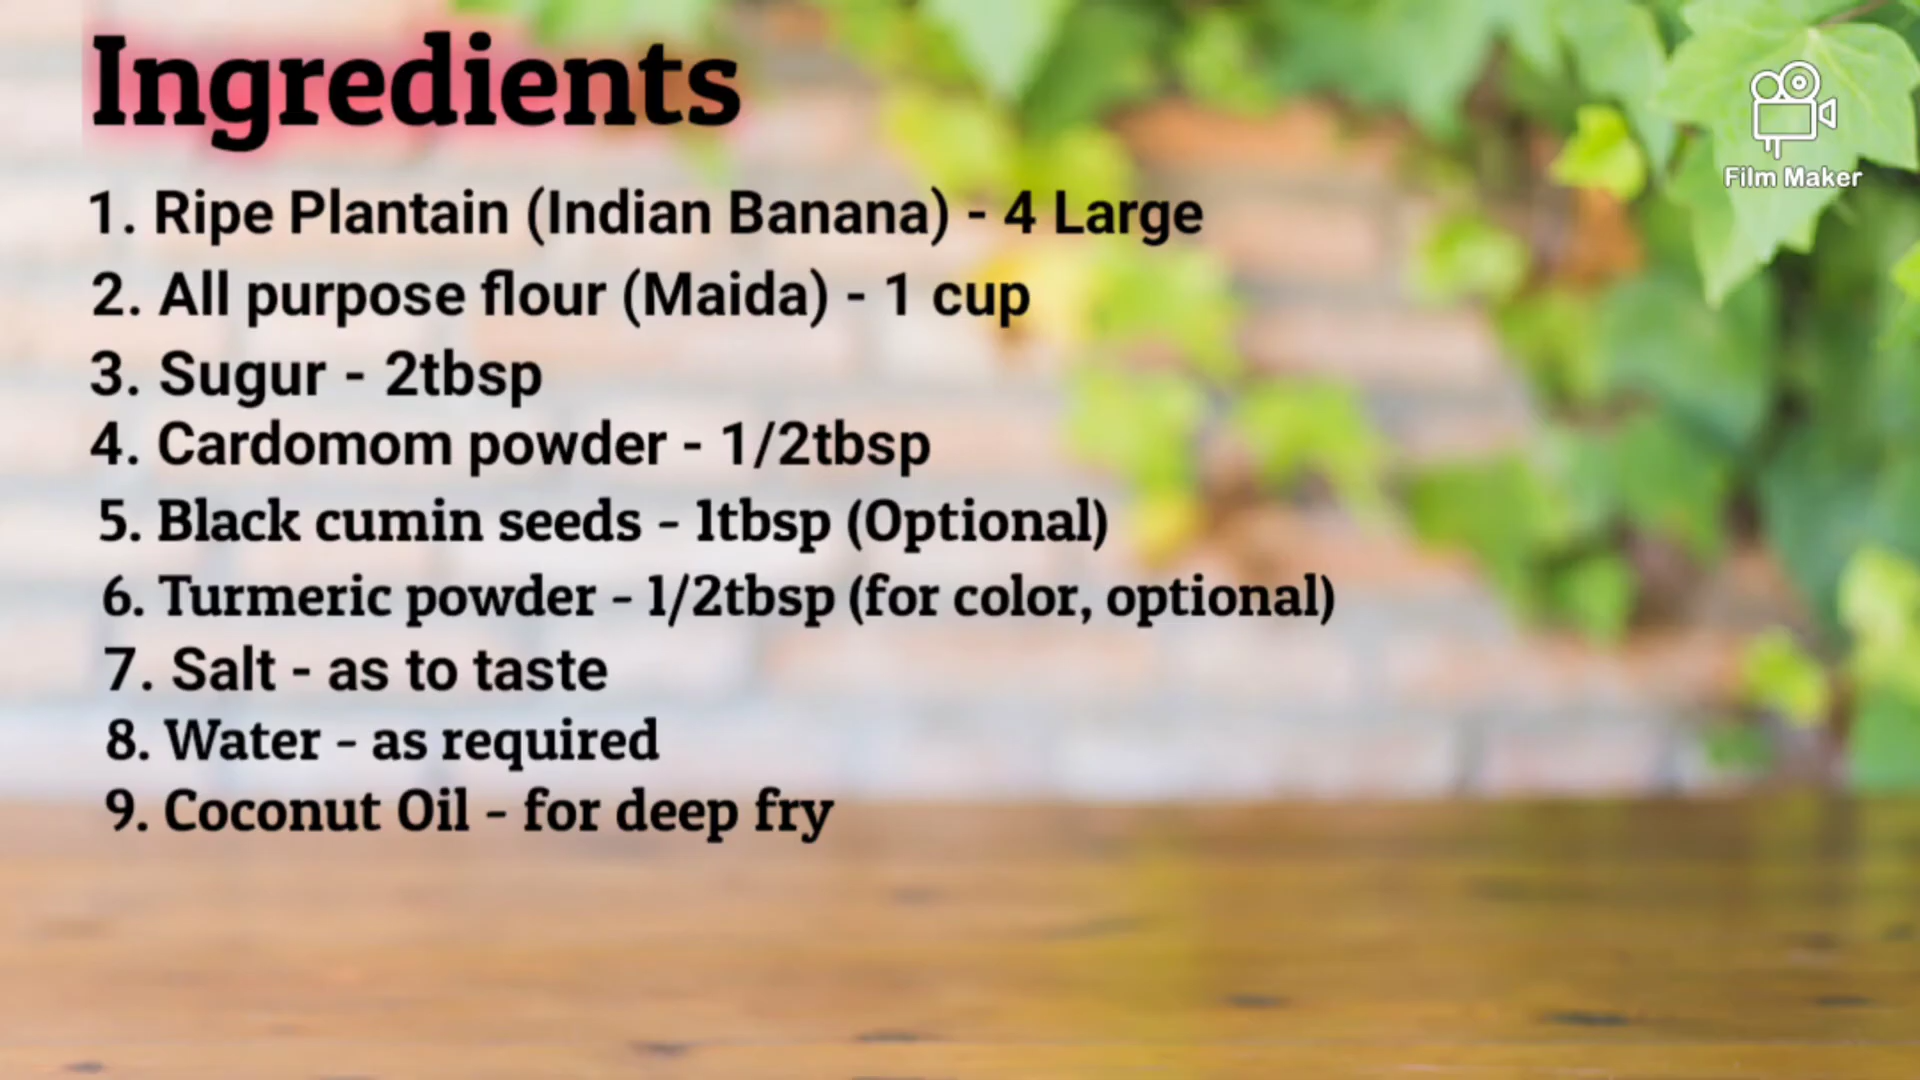 Ingredients
Film Maker
1. Ripe Plantain (Indian Banana) - 4 Large
2. All purpose flour (Maida) - 1 cup
3. Sugur - 2tbsp
4. Cardomom powder - 1/2tbsp
5. Black cumin seeds - 1tbsp (Optional)
6. Turmeric powder - 1/2tbsp (for color, optional)
7. Salt - as to taste
8. Water - as required
9. Coconut Oil - for deep fry